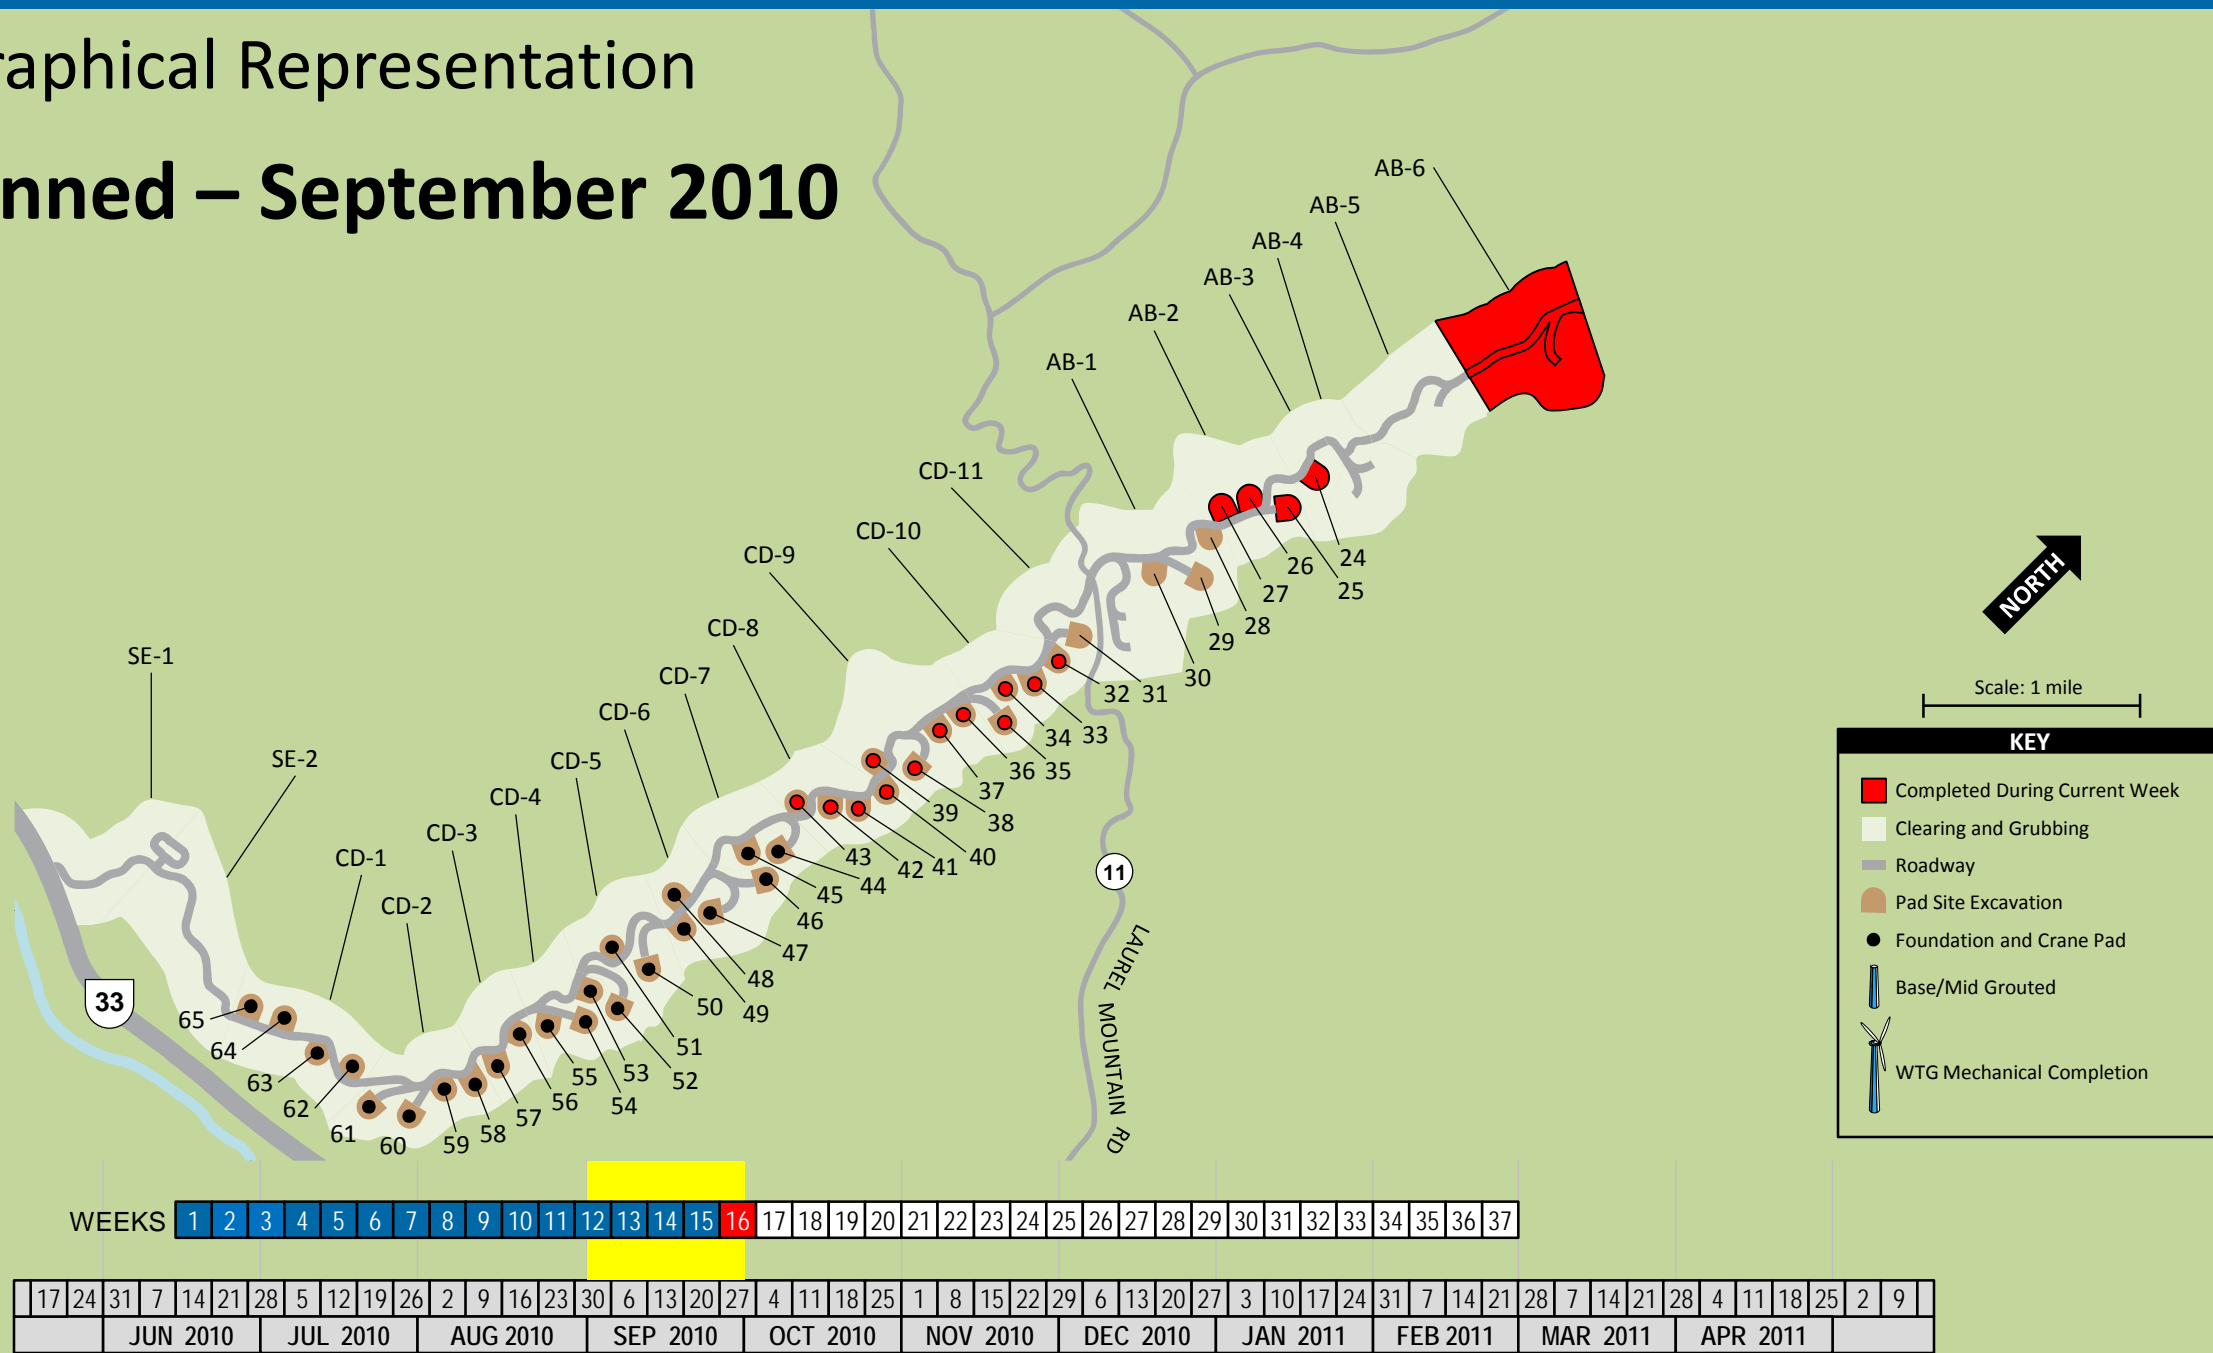 raphical Representation
nned – September 2010
AB-6
AB-5
AB-4
AB-3
AB-2
AB-1
CD-11
CD-10
CD-9
CD-8
CD-7
CD-6
CD-5
CD-4
CD-3
CD-2
CD-1
SE-2
SE-1
24
25
26
27
28
29
30
31
32
33
34
35
36
37
38
39
40
41
42
43
44
45
46
47
48
49
50
51
52
53
54
55
56
57
58
59
60
61
62
63
64
65
33
11
LAUREL MOUNTAIN RD
NORTH
Scale: 1 mile
KEY
Completed During Current Week
Clearing and Grubbing
Roadway
Pad Site Excavation
Foundation and Crane Pad
Base/Mid Grouted
WTG Mechanical Completion
WEEKS 1 2 3 4 5 6 7 8 9 10 11 12 13 14 15 16 17 18 19 20 21 22 23 24 25 26 27 28 29 30 31 32 33 34 35 36 37
17 24 31 7 14 21 28 5 12 19 26 2 9 16 23 30 6 13 20 27 4 11 18 25 1 8 15 22 29 6 13 20 27 3 10 17 24 31 7 14 21 28 7 14 21 28 4 11 18 25 2 9
JUN 2010 JUL 2010 AUG 2010 SEP 2010 OCT 2010 NOV 2010 DEC 2010 JAN 2011 FEB 2011 MAR 2011 APR 2011